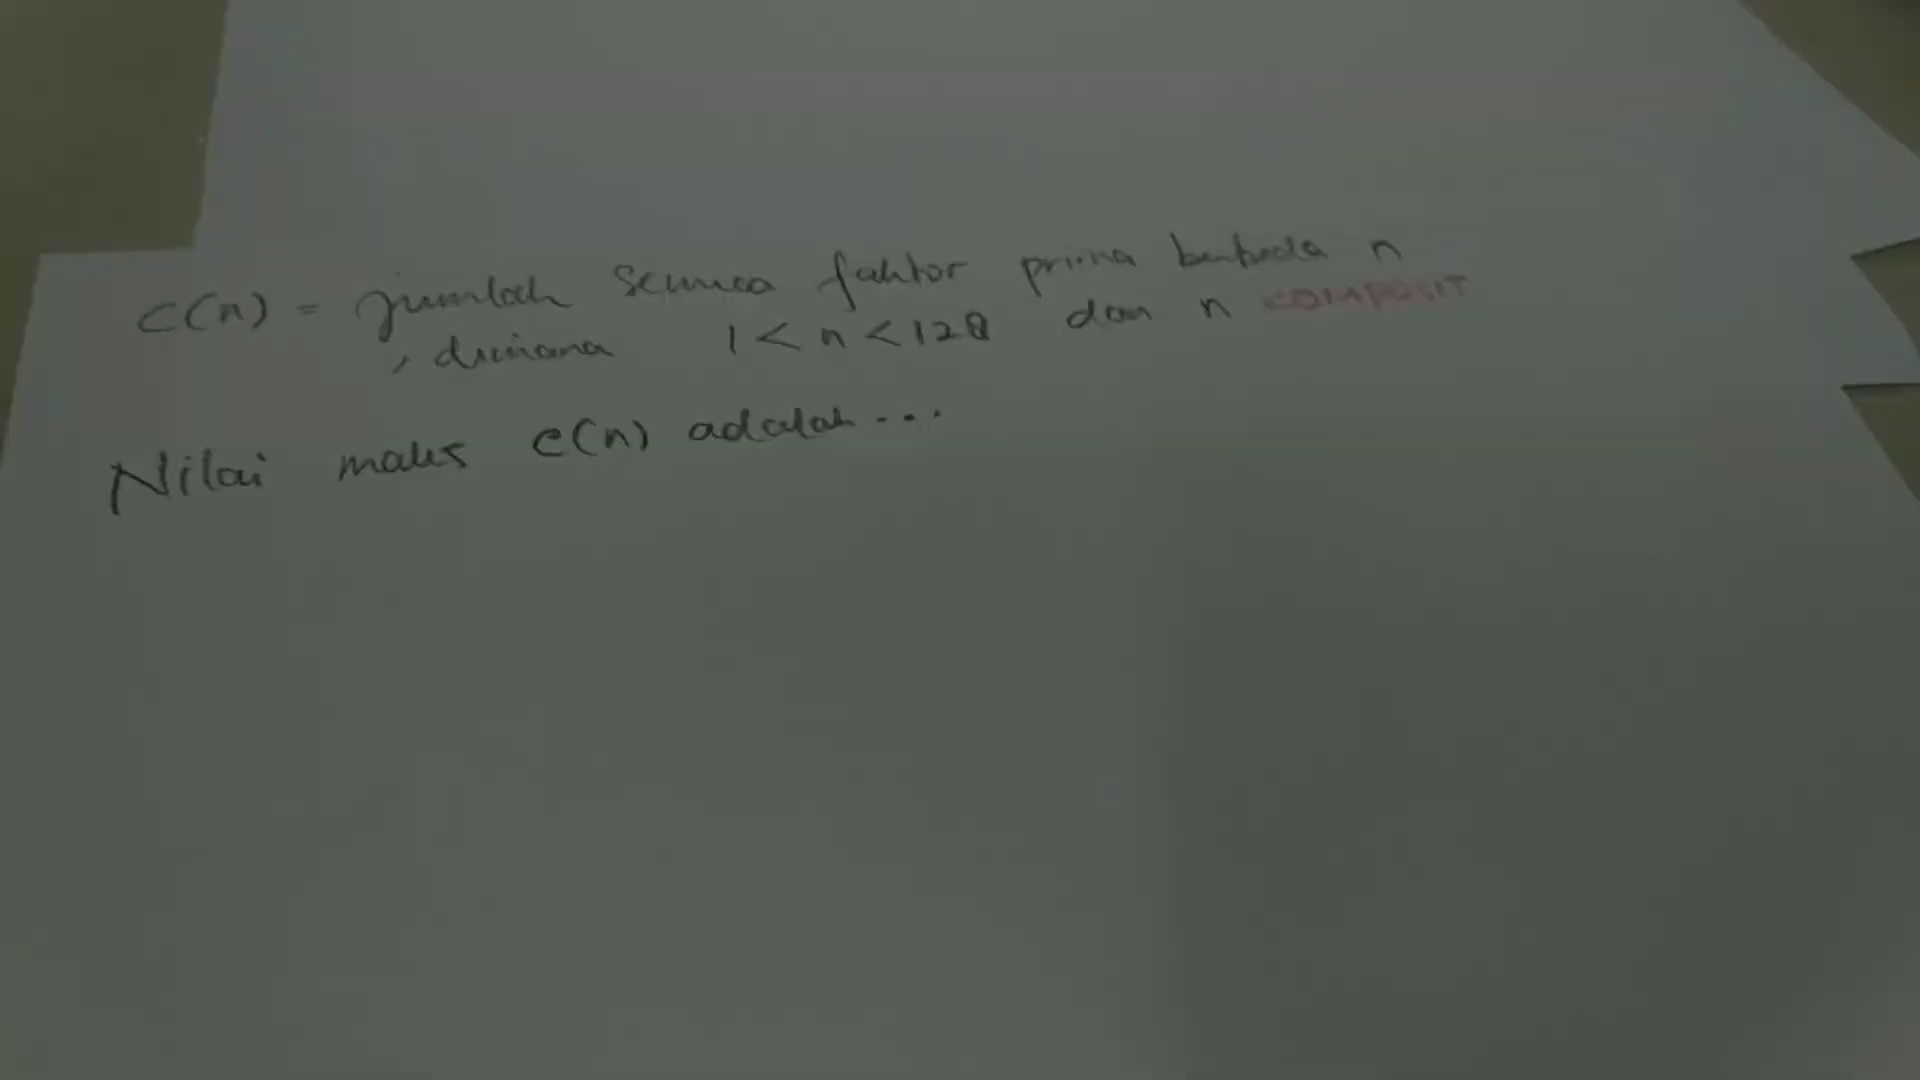 c(n) = jumlah semua faktor prima berbeda n
, dimana 1 < n < 128 dan n COMPOSIT
Nilai maks c(n) adalah ...